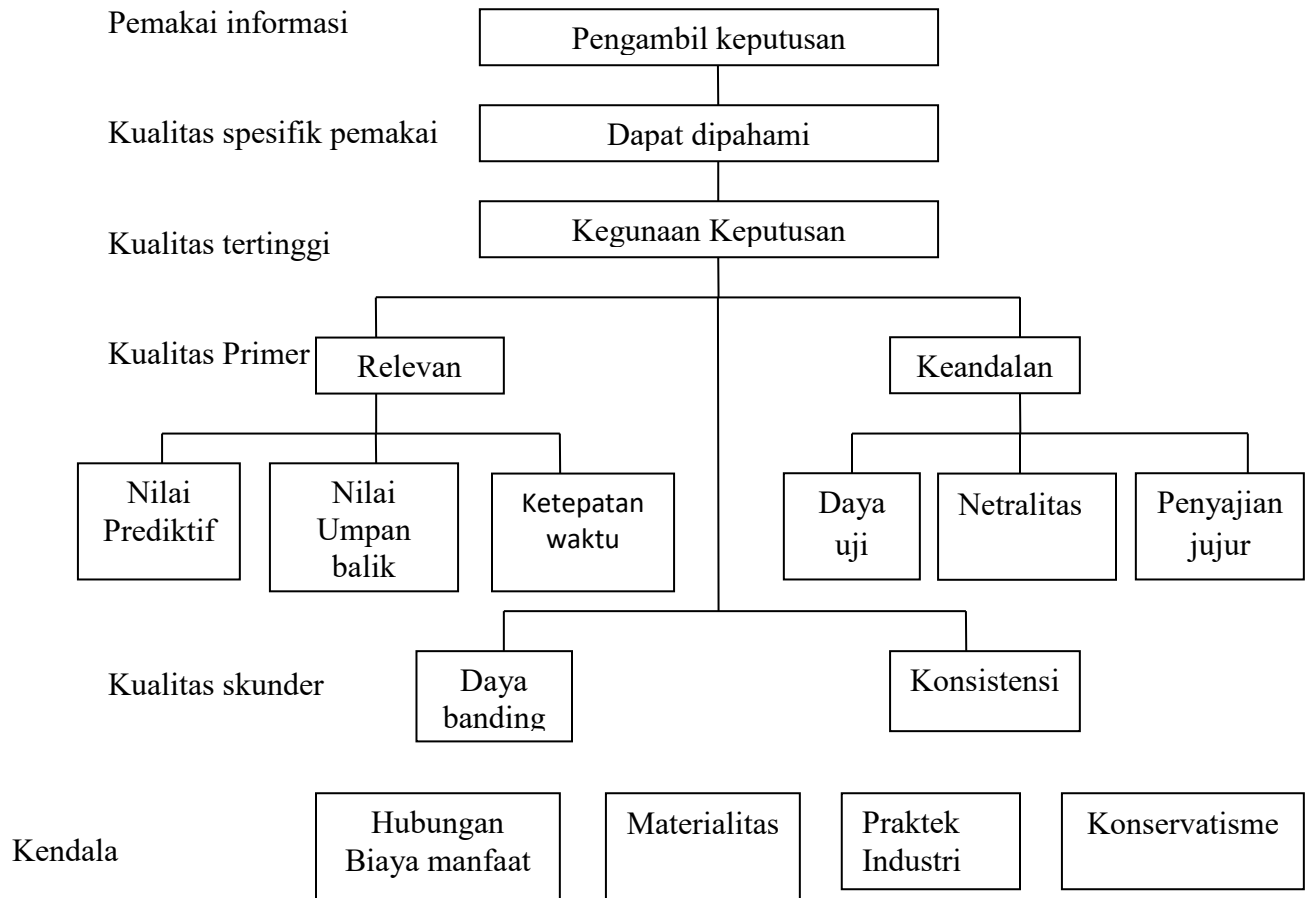 Pemakai informasi
Pengambil keputusan
Kualitas spesifik pemakai
Dapat dipahami
Kualitas tertinggi
Kegunaan Keputusan
Kualitas Primer
Relevan
Keandalan
Nilai
Prediktif
Nilai
Umpan
balik
Ketepatan
waktu
Daya
uji
Netralitas
Penyajian
jujur
Kualitas skunder
Daya
banding
Konsistensi
Kendala
Hubungan
Biaya manfaat
Materialitas
Praktek
Industri
Konservatisme